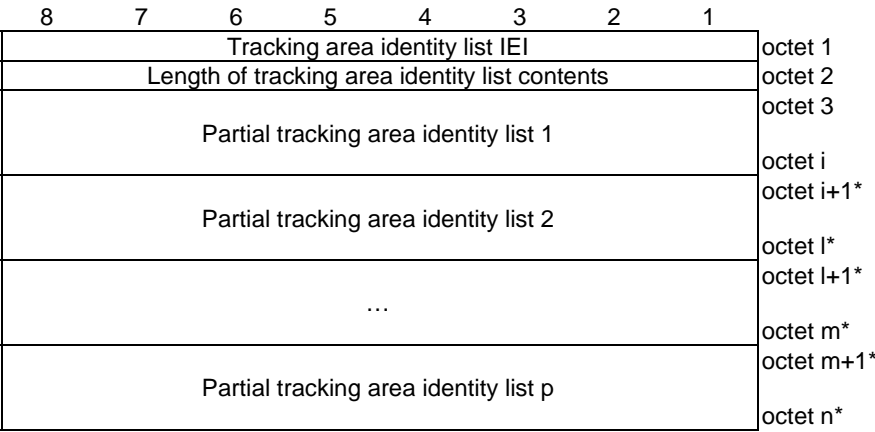 8 7 6 5 4 3 2 1
Tracking area identity list IEI octet 1
Length of tracking area identity list contents octet 2
octet 3
Partial tracking area identity list 1
octet i
octet i+1*
Partial tracking area identity list 2
octet l*
octet l+1*
…
octet m*
octet m+1*
Partial tracking area identity list p
octet n*